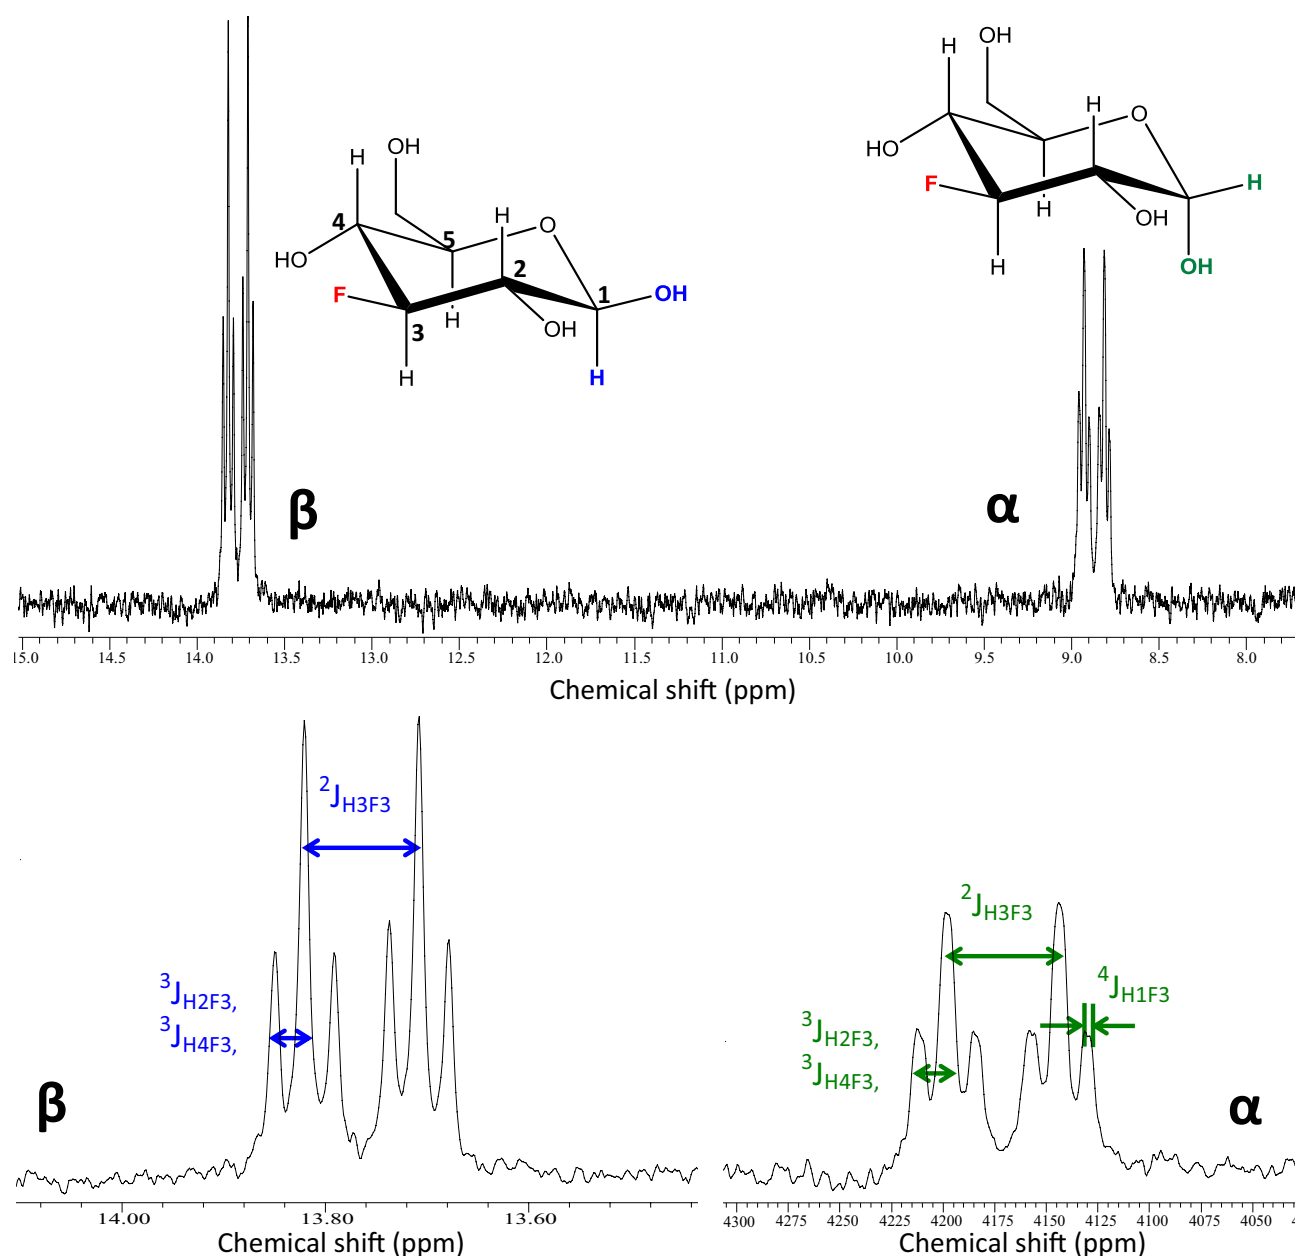 OH
H
HO
4
5
H
O
2
1
OH
F
3
H
OH
H
H
β
OH
H
HO
H
O
F
H
H
OH
H
OH
α
15.0 14.5 14.0 13.5 13.0 12.5 12.0 11.5 11.0 10.5 10.0 9.5 9.0 8.5 8.0
Chemical shift (ppm)
2JH3F3
3JH2F3,
3JH4F3,
β
14.00 13.80 13.60
Chemical shift (ppm)
2JH3F3
4JH1F3
3JH2F3,
3JH4F3,
α
4300 4275 4250 4225 4200 4175 4150 4125 4100 4075 4050
Chemical shift (ppm)